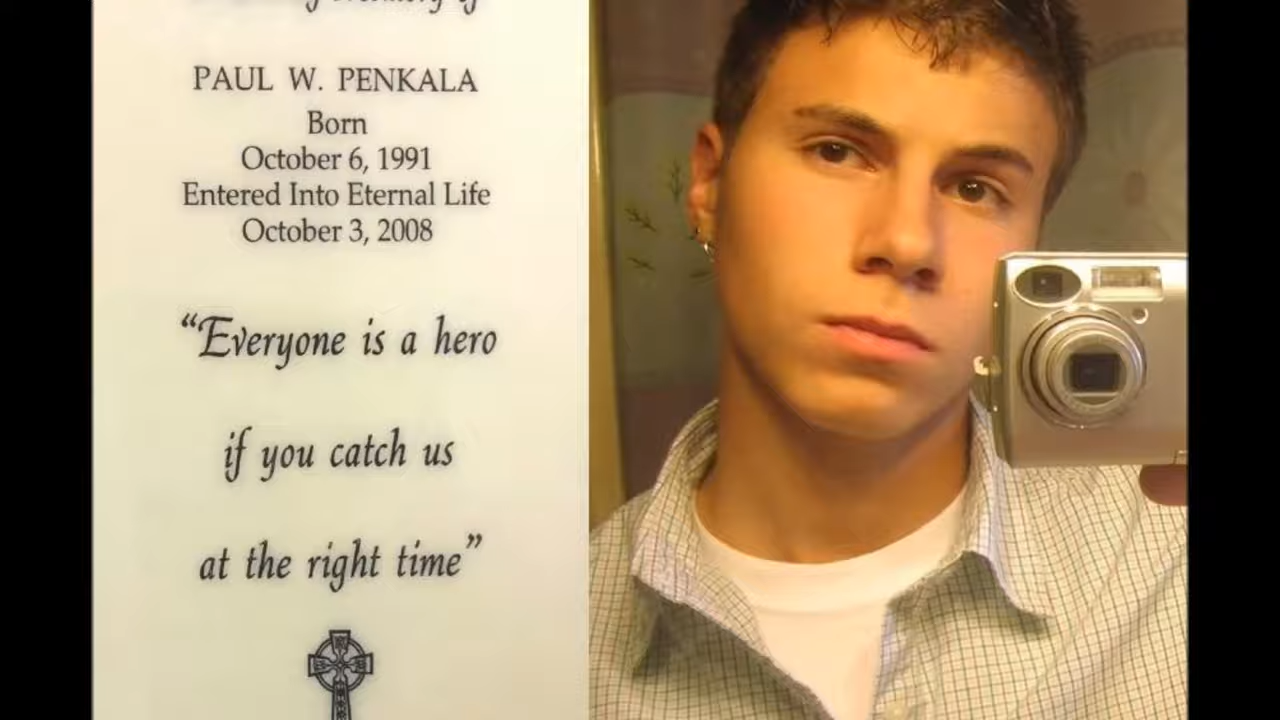 PAUL W. PENKALA
Born
October 6, 1991
Entered Into Eternal Life
October 3, 2008
“Everyone is a hero
if you catch us
at the right time”